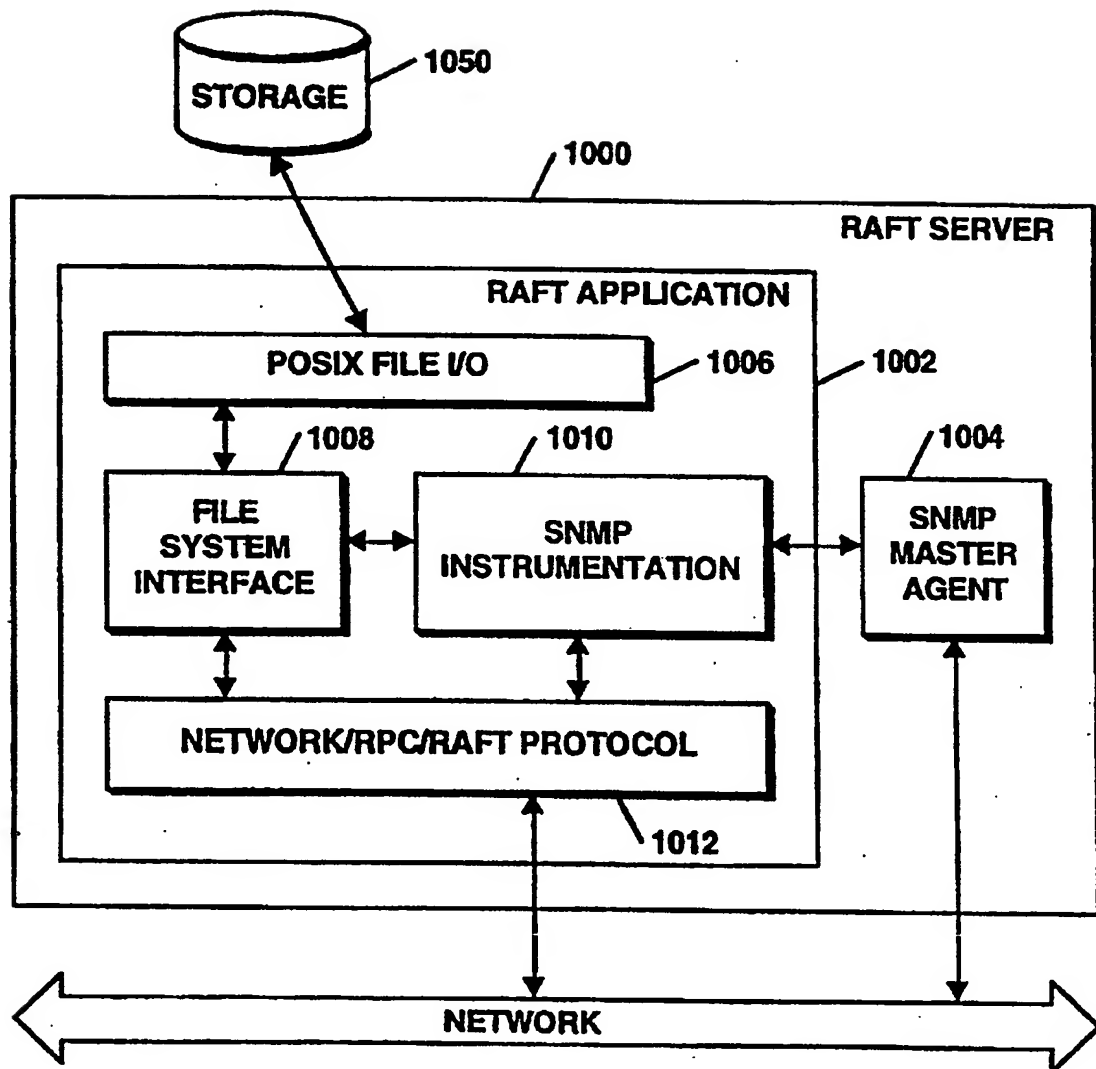 STORAGE
1050
1000
RAFT SERVER
RAFT APPLICATION
POSIX FILE I/O
1006
1002
1008
1010
1004
FILE
SYSTEM
INTERFACE
SNMP
INSTRUMENTATION
SNMP
MASTER
AGENT
NETWORK/RPC/RAFT PROTOCOL
1012
NETWORK